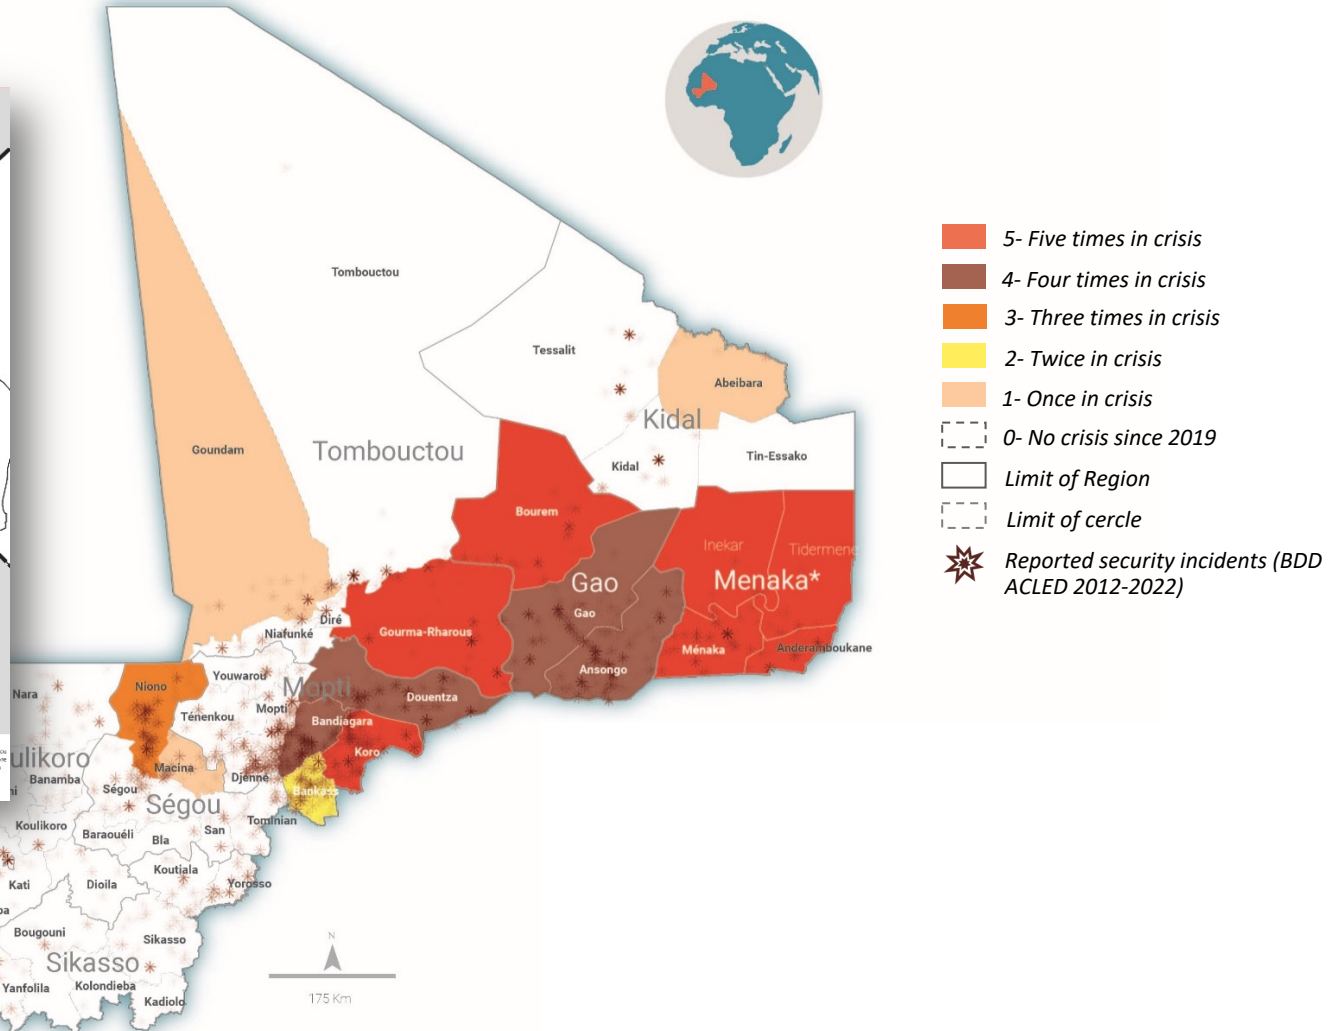 Tombouctou
Tessalit
Abeibara
Kidal
Goundam
Tombouctou
Kidal
Tin-Essako
Bourem
Inekar
Tidermene
Gao
Menaka*
Gao
Diré
Niafunké
Gourma-Rharous
Ménaka
Anderamboukane
Ansongo
Youwarou
Niono
Mopti
Nara
Douentza
Mopti
Ténenkou
Bandiagara
Koro
ulikoro
Macina
Djenné
Banamba
Ségou
Bankass
Ségou
Tominian
Koulikoro
Baraouéli
San
Bla
Koutiala
Kati
Dioila
Yorosso
Bougouni
Sikasso
Sikasso
Yanfolila
Kolondieba
Kadiolo
N
175 Km
5- Five times in crisis
4- Four times in crisis
3- Three times in crisis
2- Twice in crisis
1- Once in crisis
0- No crisis since 2019
Limit of Region
Limit of cercle
Reported security incidents (BDD
ACLED 2012-2022)